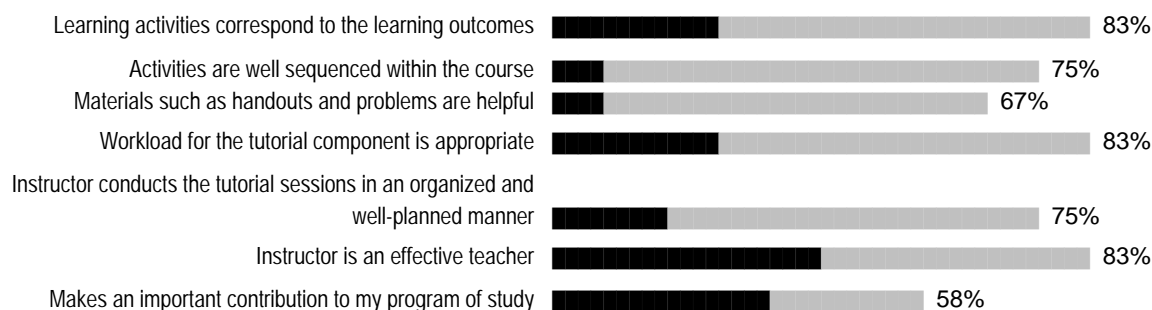 Learning activities correspond to the learning outcomes 83%
Activities are well sequenced within the course 75%
Materials such as handouts and problems are helpful 67%
Workload for the tutorial component is appropriate 83%
Instructor conducts the tutorial sessions in an organized and
well-planned manner 75%
Instructor is an effective teacher 83%
Makes an important contribution to my program of study 58%